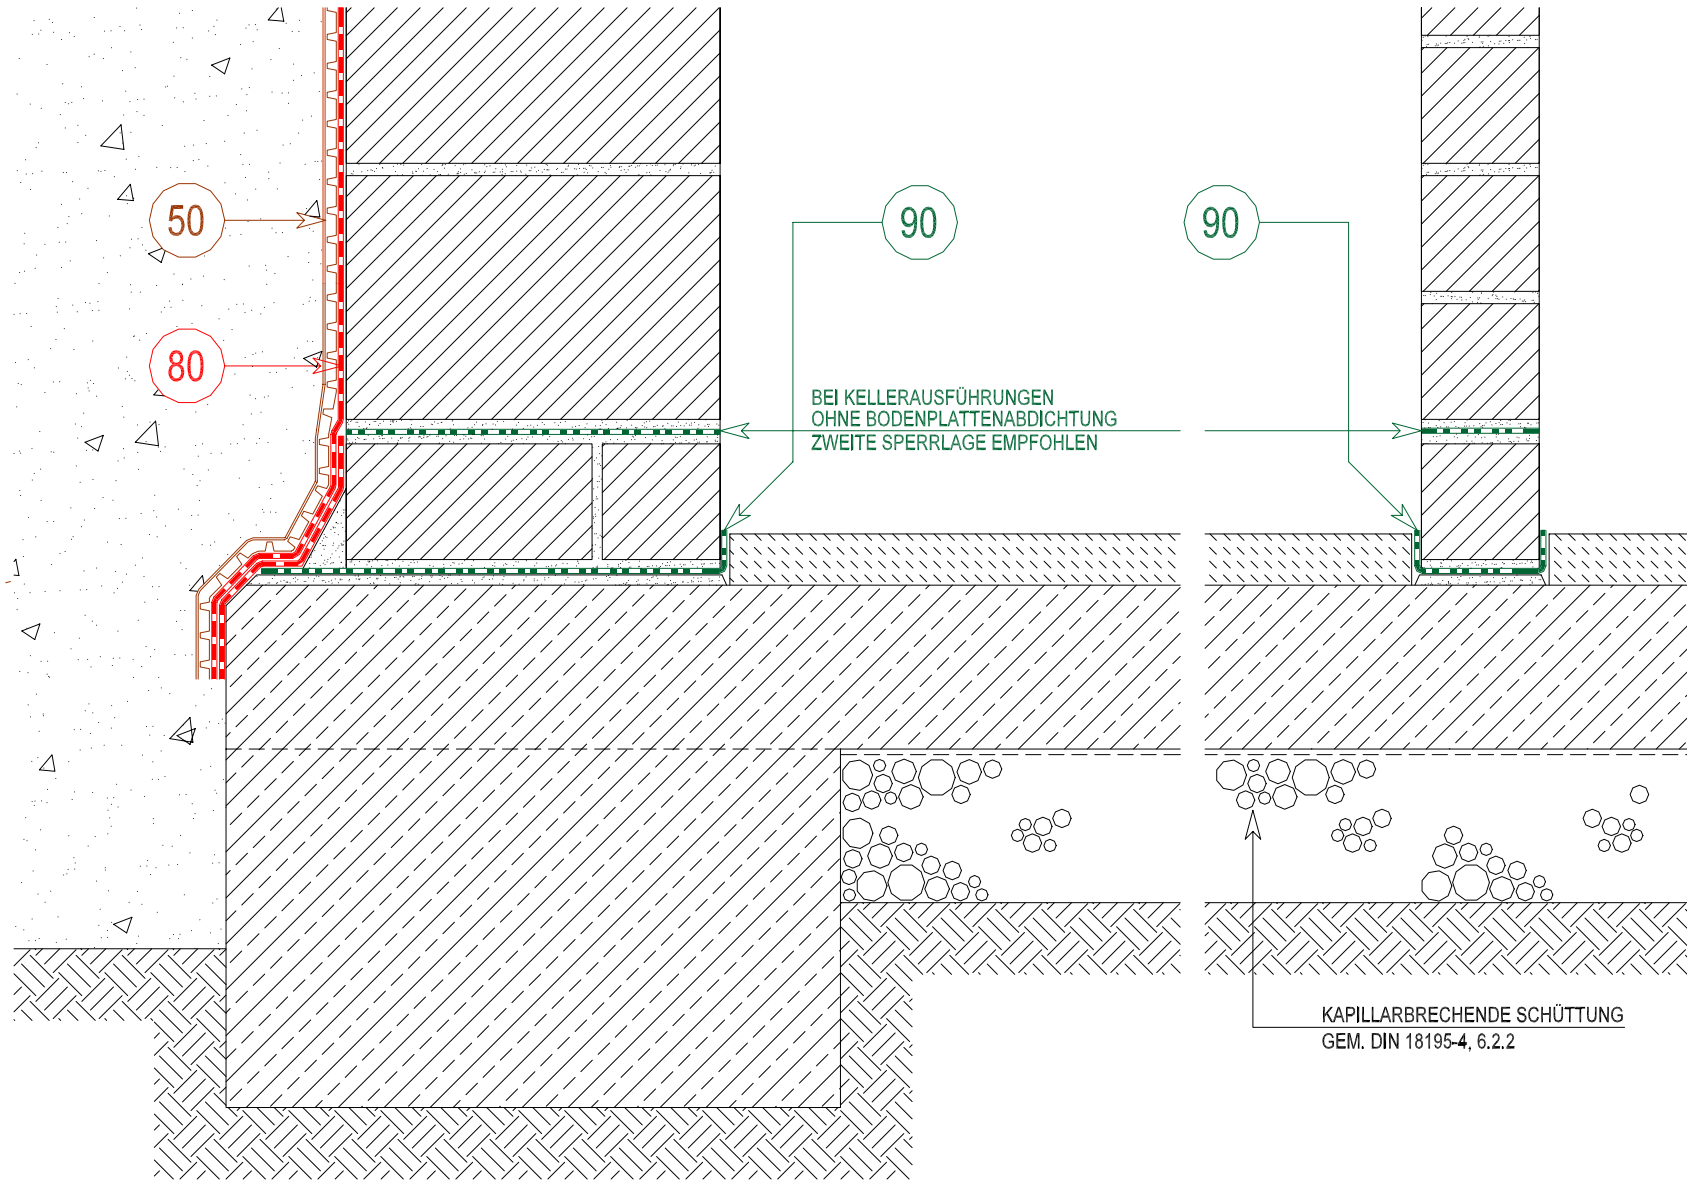 50
90
90
80
BEI KELLERAUSFÜHRUNGEN
OHNE BODENPLATTENABDICHTUNG
ZWEITE SPERRLAGE EMPFOHLEN
KAPILLARBRECHENDE SCHÜTTUNG
GEM. DIN 18195-4, 6.2.2